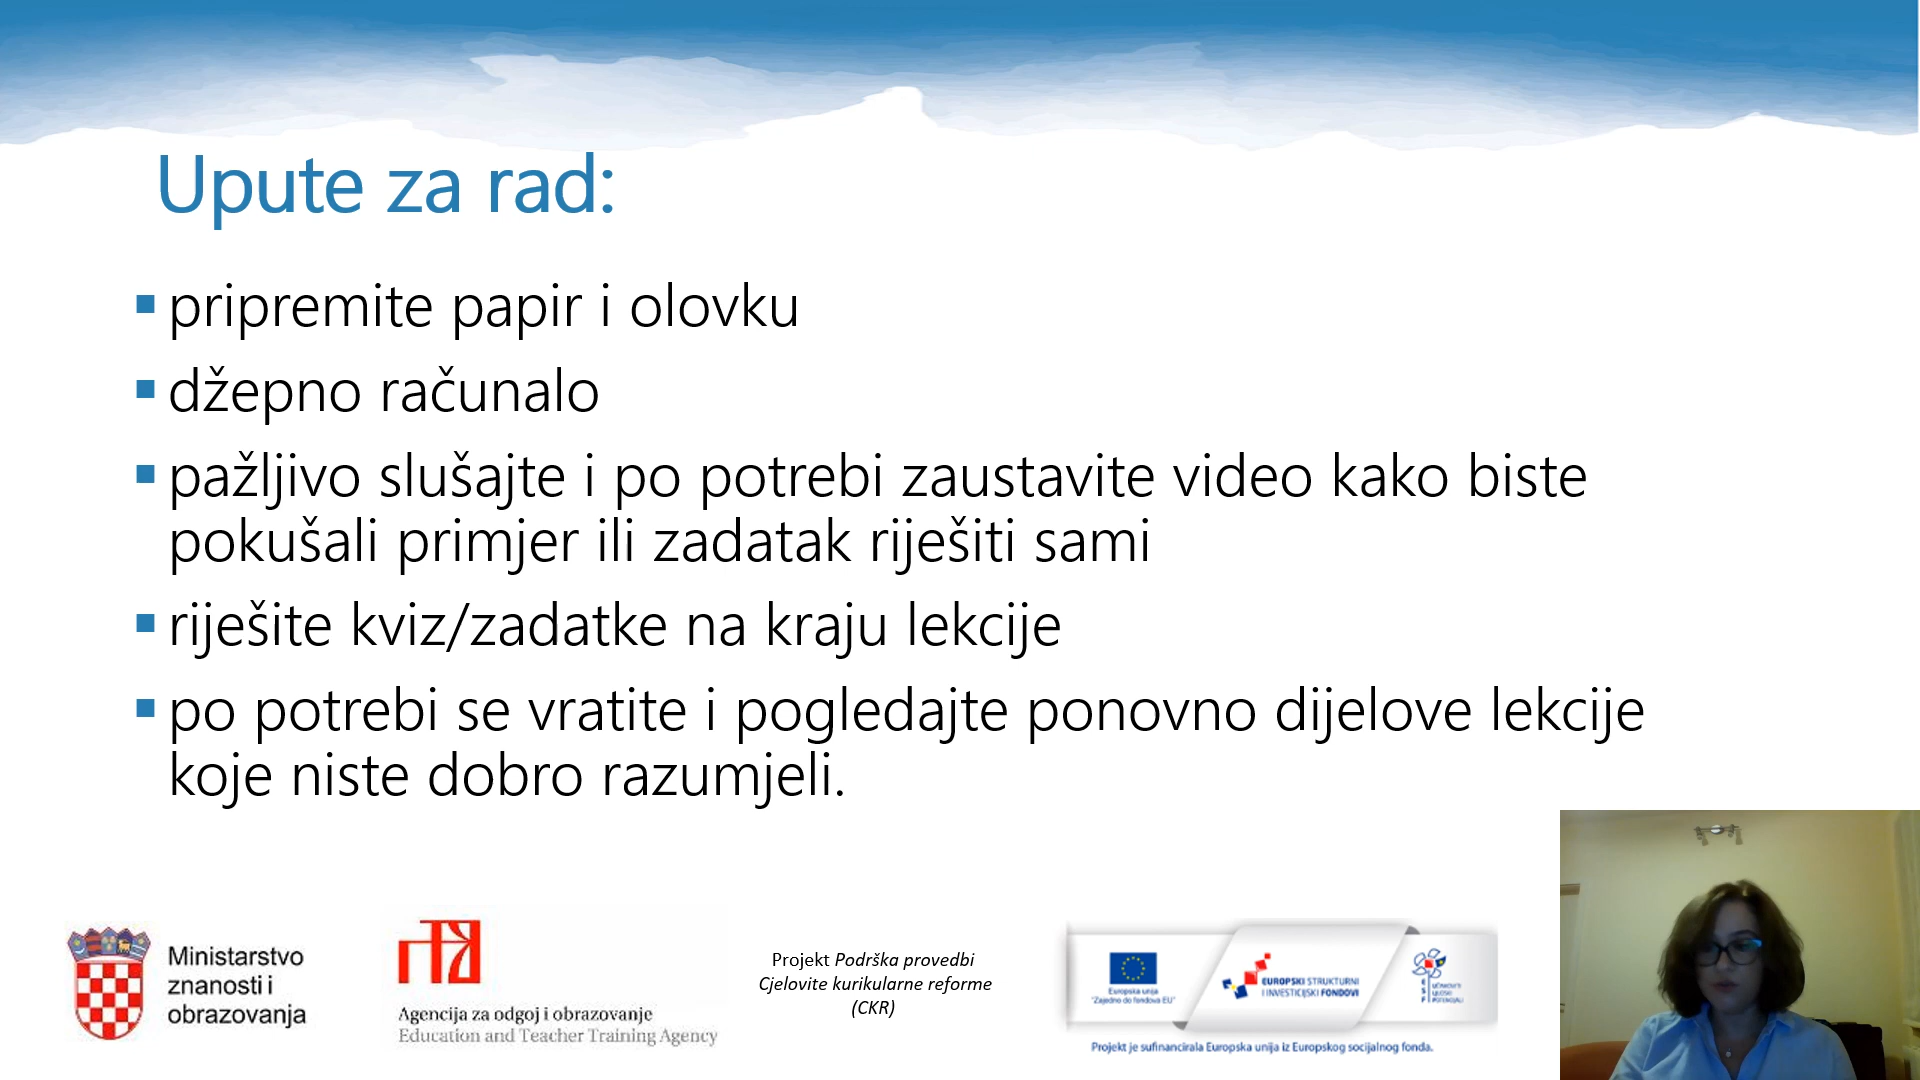 Upute za rad:
pripremite papir i olovku
džepno računalo
pažljivo slušajte i po potrebi zaustavite video kako biste
pokušali primjer ili zadatak riješiti sami
riješite kviz/zadatke na kraju lekcije
po potrebi se vratite i pogledajte ponovno dijelove lekcije
koje niste dobro razumjeli.
Ministarstvo
znanosti i
obrazovanja
Agencija za odgoj i obrazovanje
Education and Teacher Training Agency
Projekt Podrška provedbi
Cjelovite kurikularne reforme
(CKR)
Europska unija
"Zajedno do fondova EU"
EUROPSKI STRUKTURNI
I INVESTICIJSKI FONDOVI
ESF
UČINKOVITI
LJUDSKI
POTENCIJALI
Projekt je sufinancirala Europska unija iz Europskog socijalnog fonda.